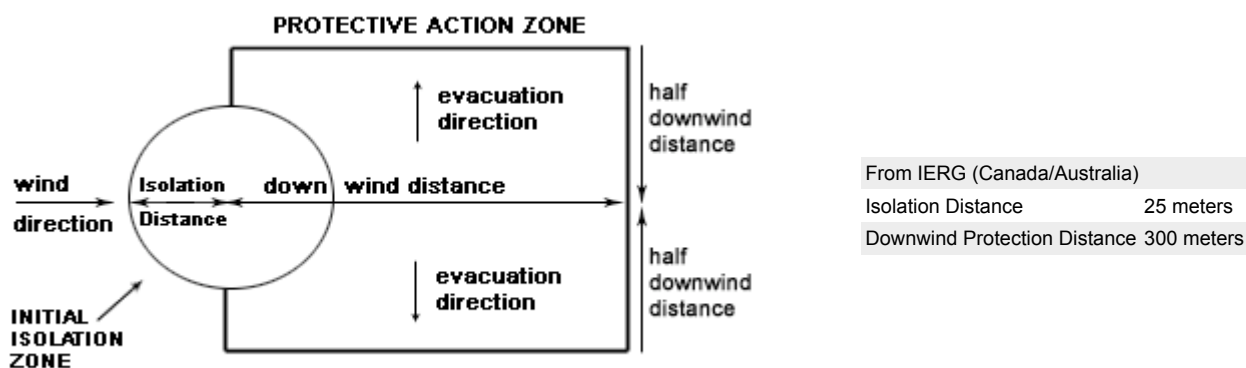 PROTECTIVE ACTION ZONE
evacuation
direction
half
downwind
distance
wind
direction
Isolation
Distance
down wind distance
evacuation
direction
half
downwind
distance
INITIAL
ISOLATION
ZONE
From IERG (Canada/Australia)
Isolation Distance 25 meters
Downwind Protection Distance 300 meters